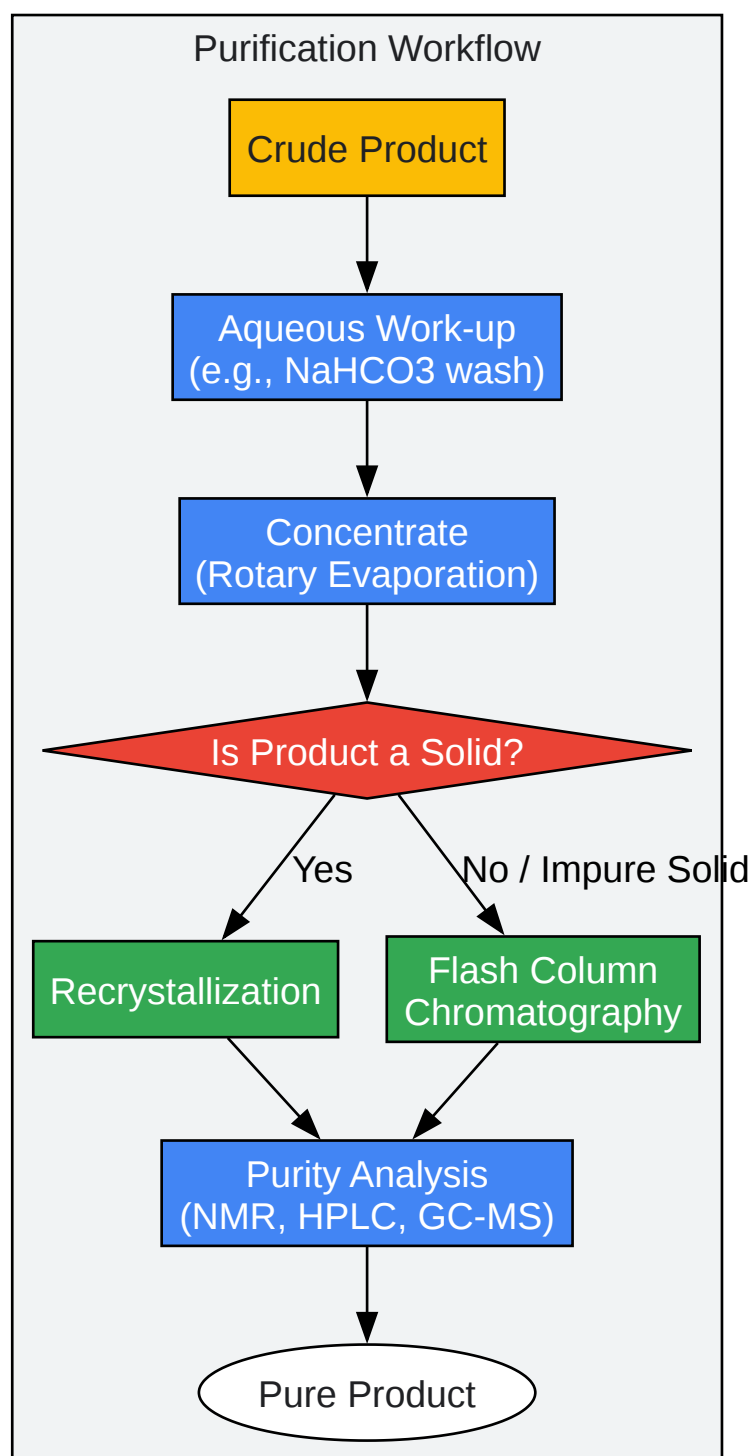 Purification Workflow
Crude Product
Aqueous Work-up
(e.g., NaHCO3 wash)
Concentrate
(Rotary Evaporation)
Is Product a Solid?
Yes
No / Impure Solid
Recrystallization
Flash Column
Chromatography
Purity Analysis
(NMR, HPLC, GC-MS)
Pure Product